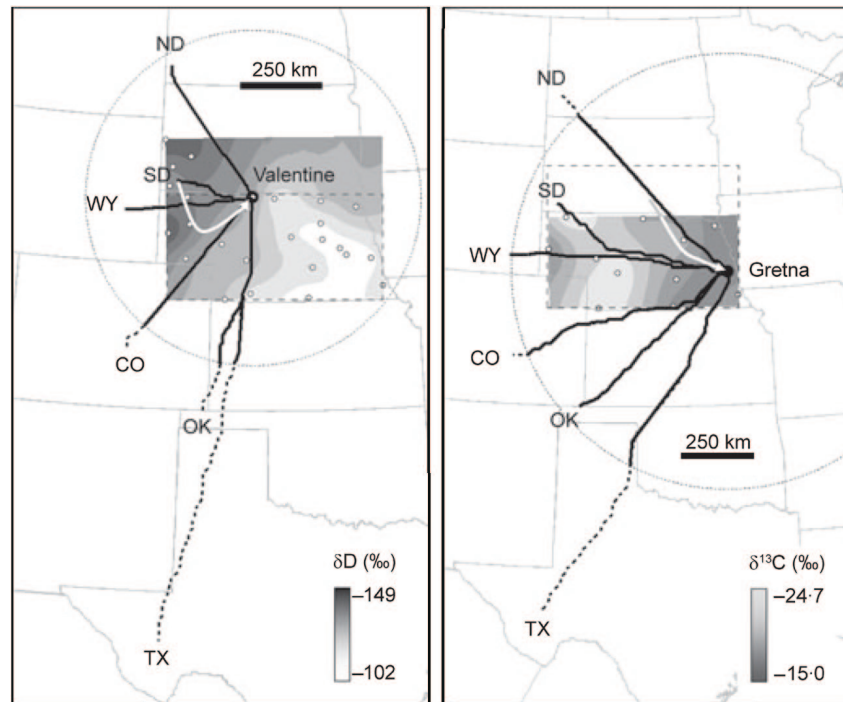 ND
250 km
SD
Valentine
WY
CO
OK
TX
δD (‰)
–149
–102
ND
SD
WY
Gretna
CO
OK
250 km
TX
δ¹³C (‰)
–24·7
–15·0